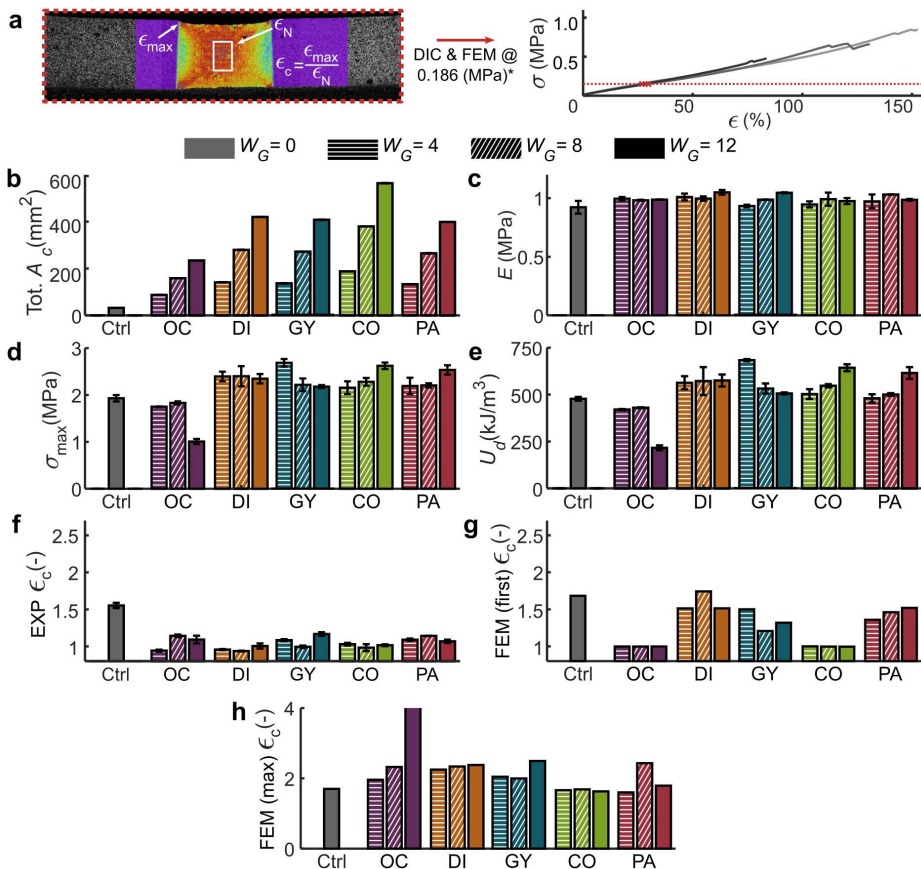 a
ϵmax
ϵN
ϵc=ϵmax/ϵN
DIC & FEM @
0.186 (MPa)*
σ (MPa)
1.0
0.5
0
50
100
150
ϵ (%)
WG= 0
WG= 4
WG= 8
WG= 12
b
Tot. Ac(mm²)
600
400
200
0
Ctrl OC DI GY CO PA
c
E (MPa)
1
0.5
0
Ctrl OC DI GY CO PA
d
σmax(MPa)
3
2
1
0
Ctrl OC DI GY CO PA
e
Ud(kJ/m³)
750
500
250
0
Ctrl OC DI GY CO PA
f
EXP ϵc(-)
2.5
2
1.5
1
Ctrl OC DI GY CO PA
g
FEM (first) ϵc(-)
2.5
2
1.5
1
Ctrl OC DI GY CO PA
h
FEM (max) ϵc(-)
4
2
0
Ctrl OC DI GY CO PA